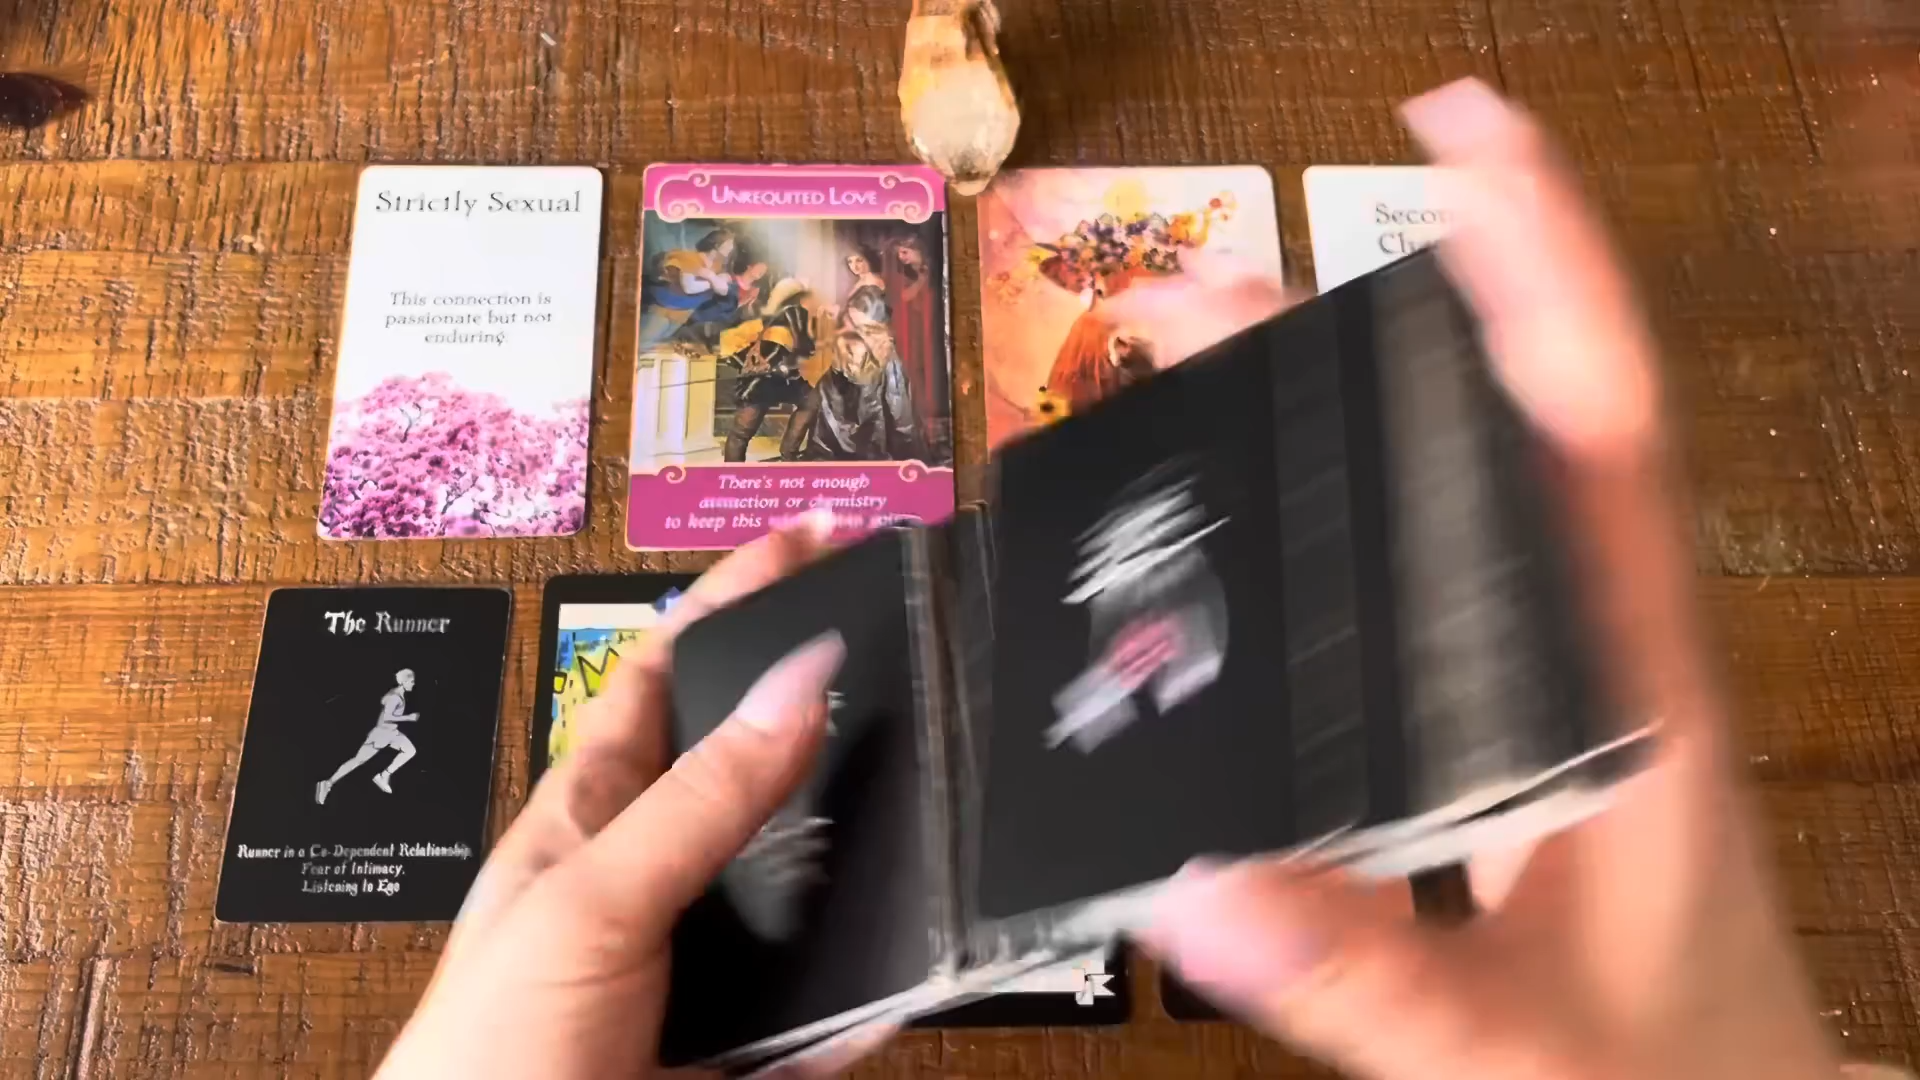 Strictly Sexual
This connection is
passionate but not
enduring.
UNREQUITED LOVE
There's not enough
attraction or chemistry
to keep this
The Runner
Runner in a Co-Dependent Relationship.
Fear of Intimacy.
Listening to Ego